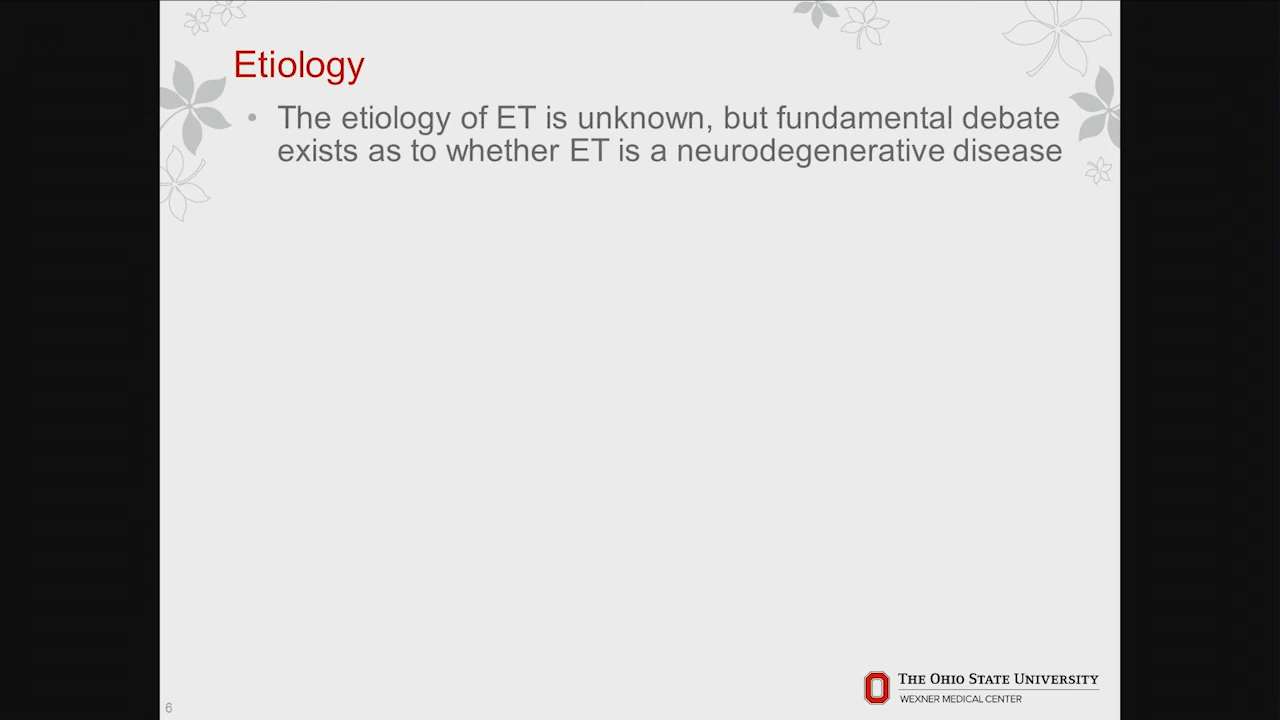 Etiology
• The etiology of ET is unknown, but fundamental debate
exists as to whether ET is a neurodegenerative disease
THE OHIO STATE UNIVERSITY
WEXNER MEDICAL CENTER
6